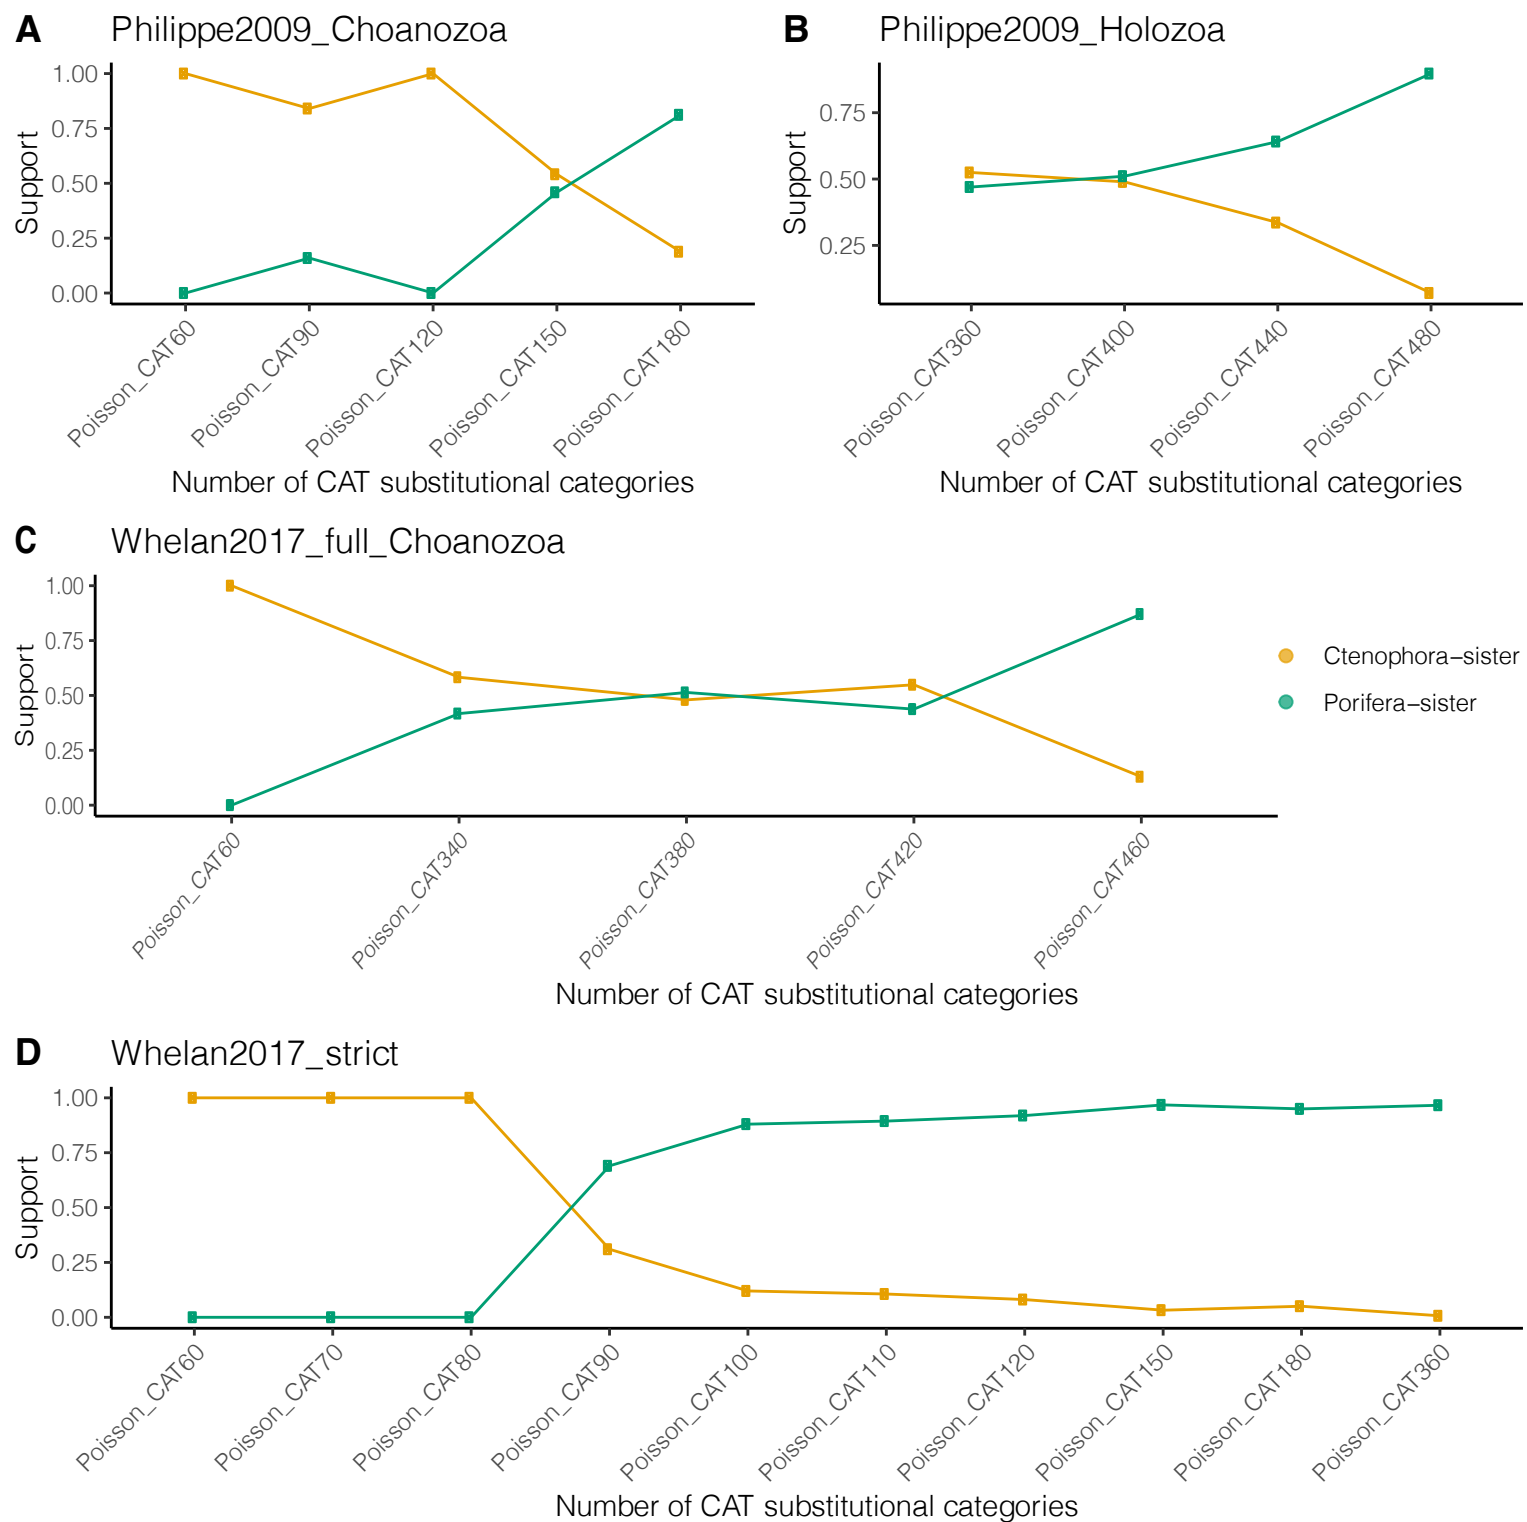 A Philippe2009_Choanozoa
Support
1.00
0.75
0.50
0.25
0.00
Poisson_CAT60
Poisson_CAT90
Poisson_CAT120
Poisson_CAT150
Poisson_CAT180
Number of CAT substitutional categories
B Philippe2009_Holozoa
Support
0.75
0.50
0.25
Poisson_CAT360
Poisson_CAT400
Poisson_CAT440
Poisson_CAT480
Number of CAT substitutional categories
C Whelan2017_full_Choanozoa
Support
1.00
0.75
0.50
0.25
0.00
Poisson_CAT60
Poisson_CAT340
Poisson_CAT380
Poisson_CAT420
Poisson_CAT460
Number of CAT substitutional categories
Ctenophora−sister
Porifera−sister
D Whelan2017_strict
Support
1.00
0.75
0.50
0.25
0.00
Poisson_CAT60
Poisson_CAT70
Poisson_CAT80
Poisson_CAT90
Poisson_CAT100
Poisson_CAT110
Poisson_CAT120
Poisson_CAT150
Poisson_CAT180
Poisson_CAT360
Number of CAT substitutional categories